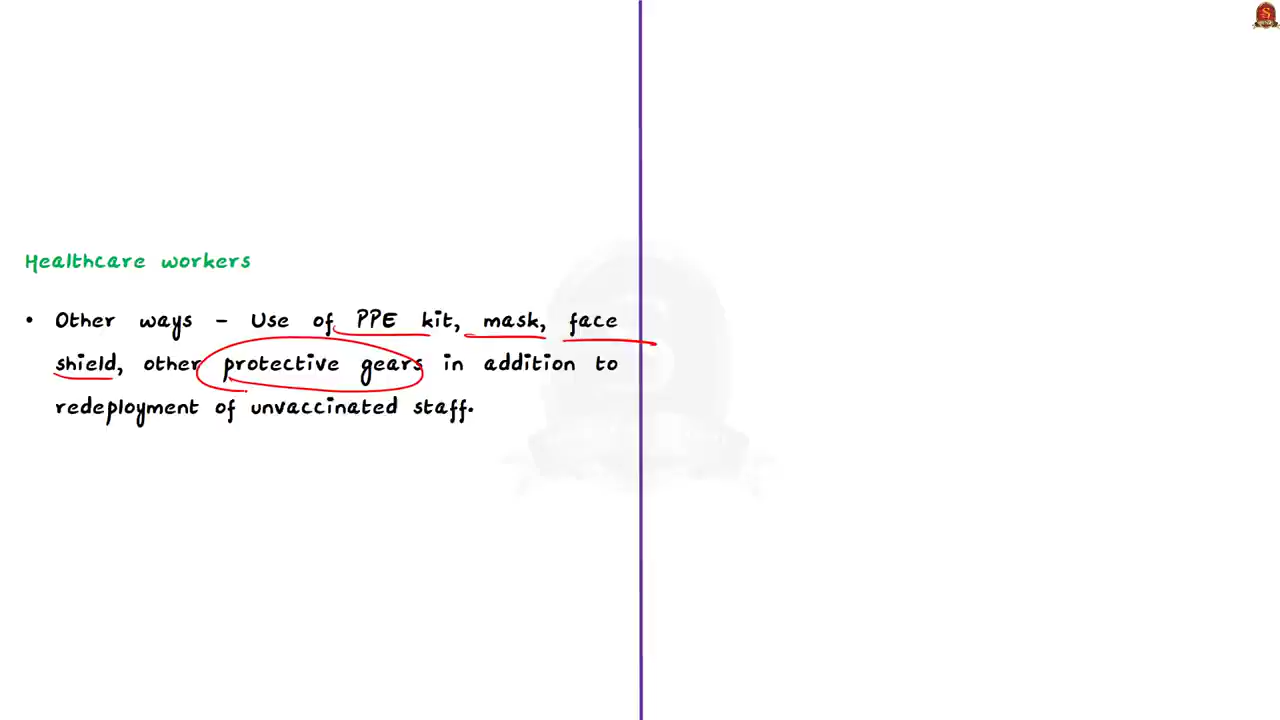 Healthcare workers
• Other ways - Use of PPE kit, mask, face
shield, other protective gears in addition to
redeployment of unvaccinated staff.